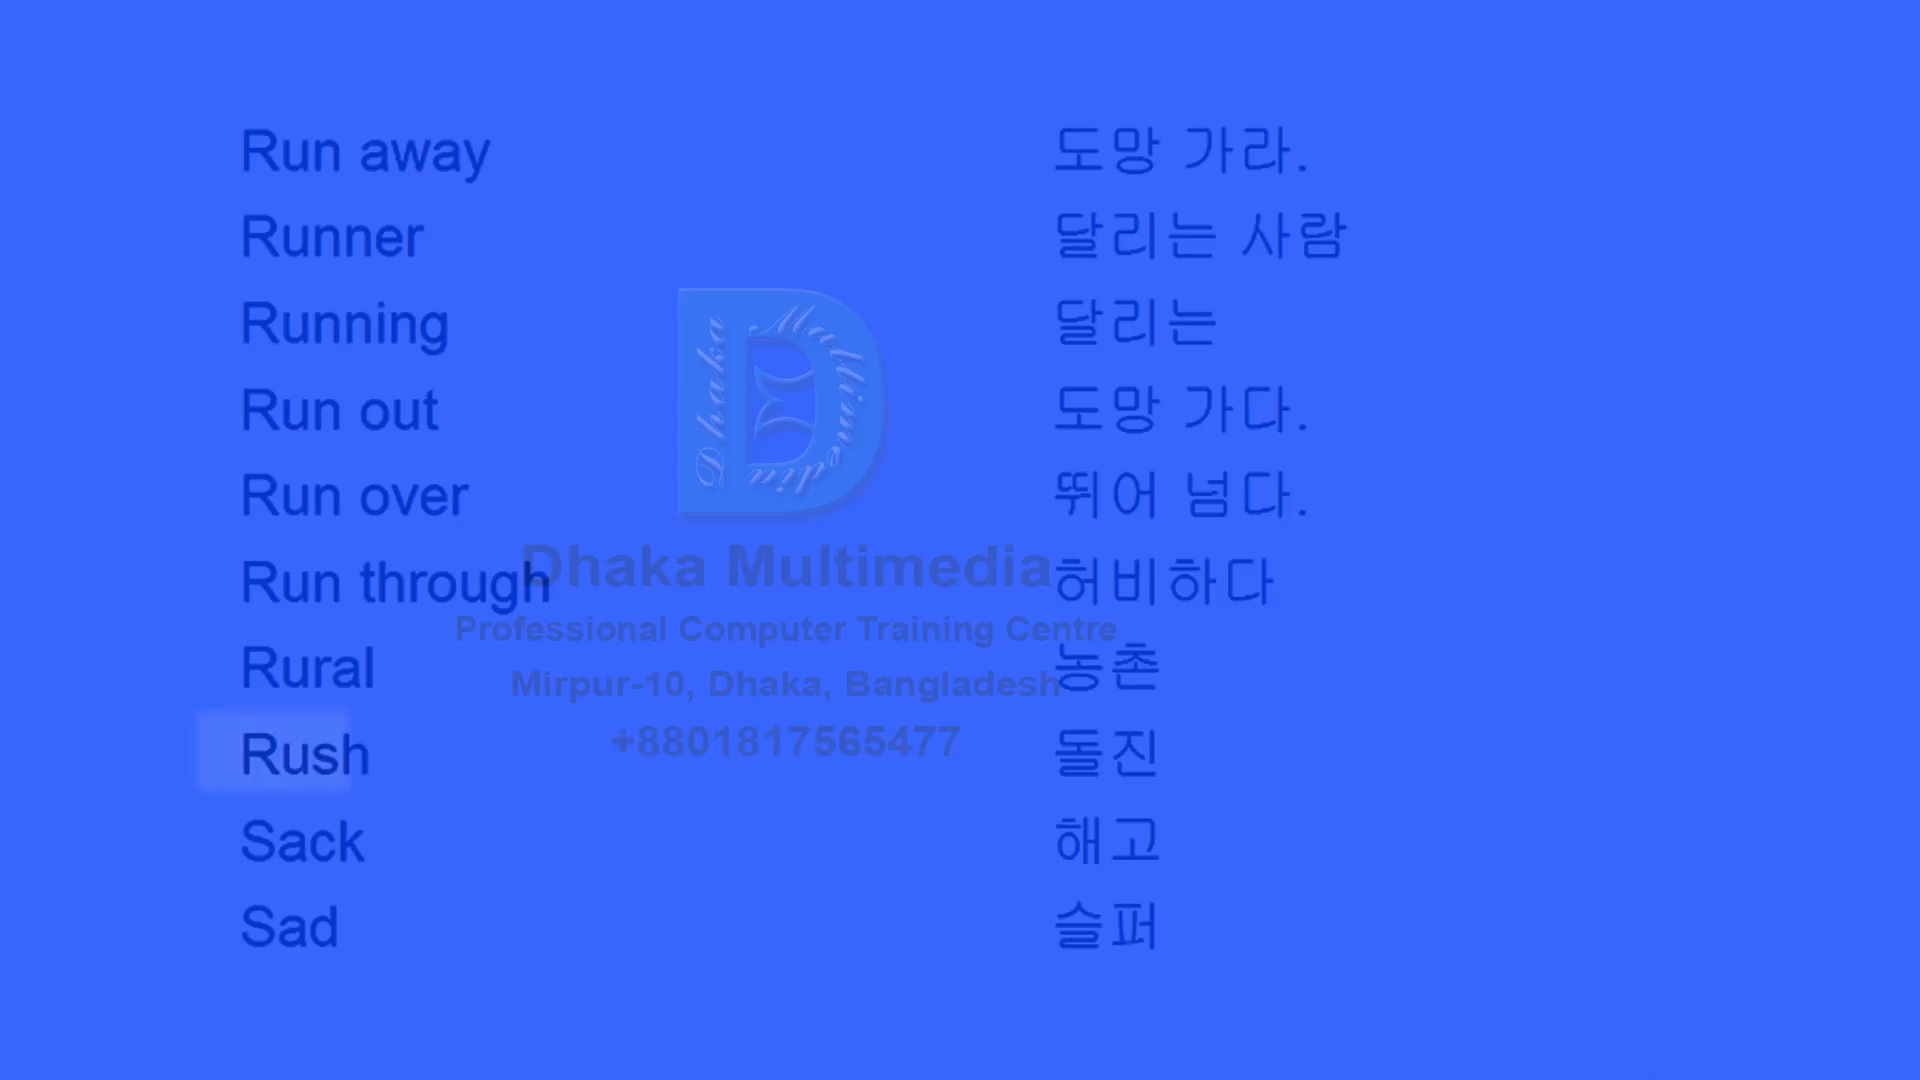 Run away 도망 가라.
Runner 달리는 사람
Running 달리는
Run out 도망 가다.
Run over 뛰어 넘다.
Run through 허비하다
Rural 농촌
Rush 돌진
Sack 해고
Sad 슬퍼
Dhaka Multimedia
Dhaka Multimedia
Professional Computer Training Centre
Mirpur-10, Dhaka, Bangladesh
+8801817565477